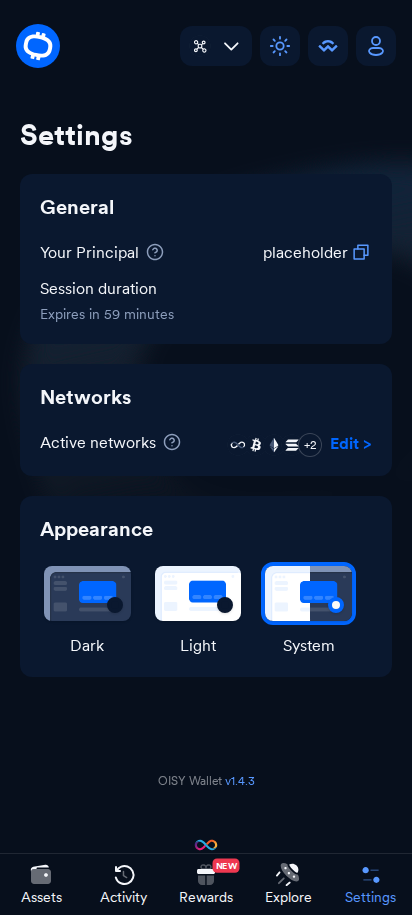 Settings
General
Your Principal
placeholder
Session duration
Expires in 59 minutes
Networks
Active networks
+2
Edit >
Appearance
Dark
Light
System
OISY Wallet v1.4.3
NEW
Assets
Activity
Rewards
Explore
Settings